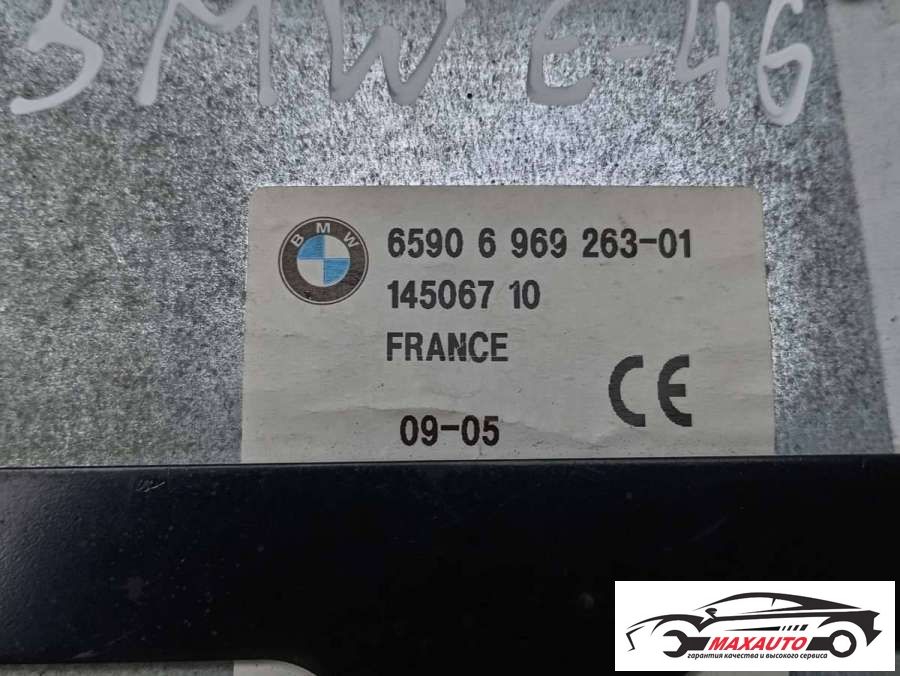 BMW E-46
BMW
6590 6 969 263-01
145067 10
FRANCE
CE
09-05
MAXAUTO
гарантия качества и высокого сервиса